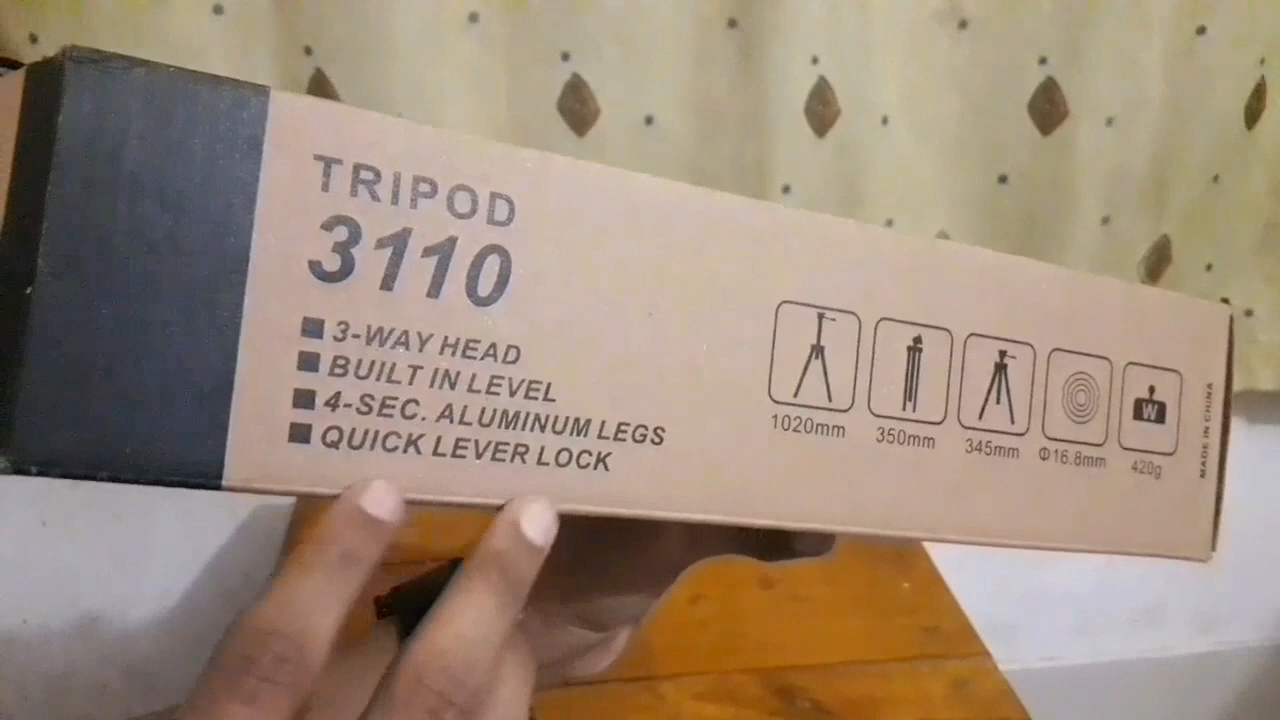 TRIPOD
3110
3-WAY HEAD
BUILT IN LEVEL
4-SEC. ALUMINUM LEGS
QUICK LEVER LOCK
1020mm
350mm
345mm
Φ16.8mm
W
420g
MADE IN CHINA